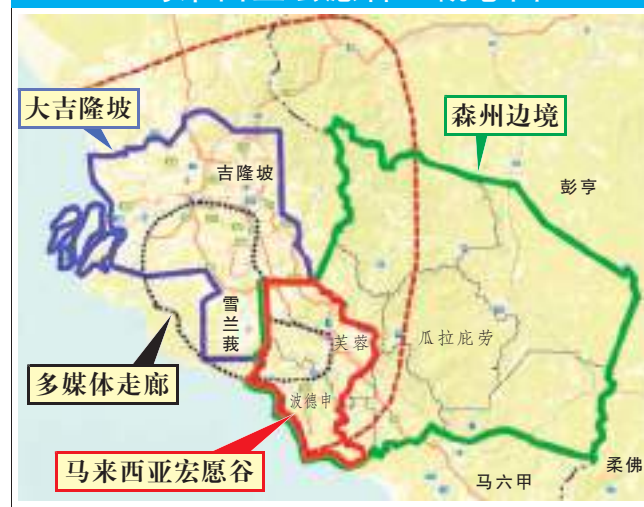 大吉隆坡
森州边境
吉隆坡
彭亨
雪兰莪
芙蓉
瓜拉庇劳
多媒体走廊
波德申
马来西亚宏愿谷
马六甲
柔佛